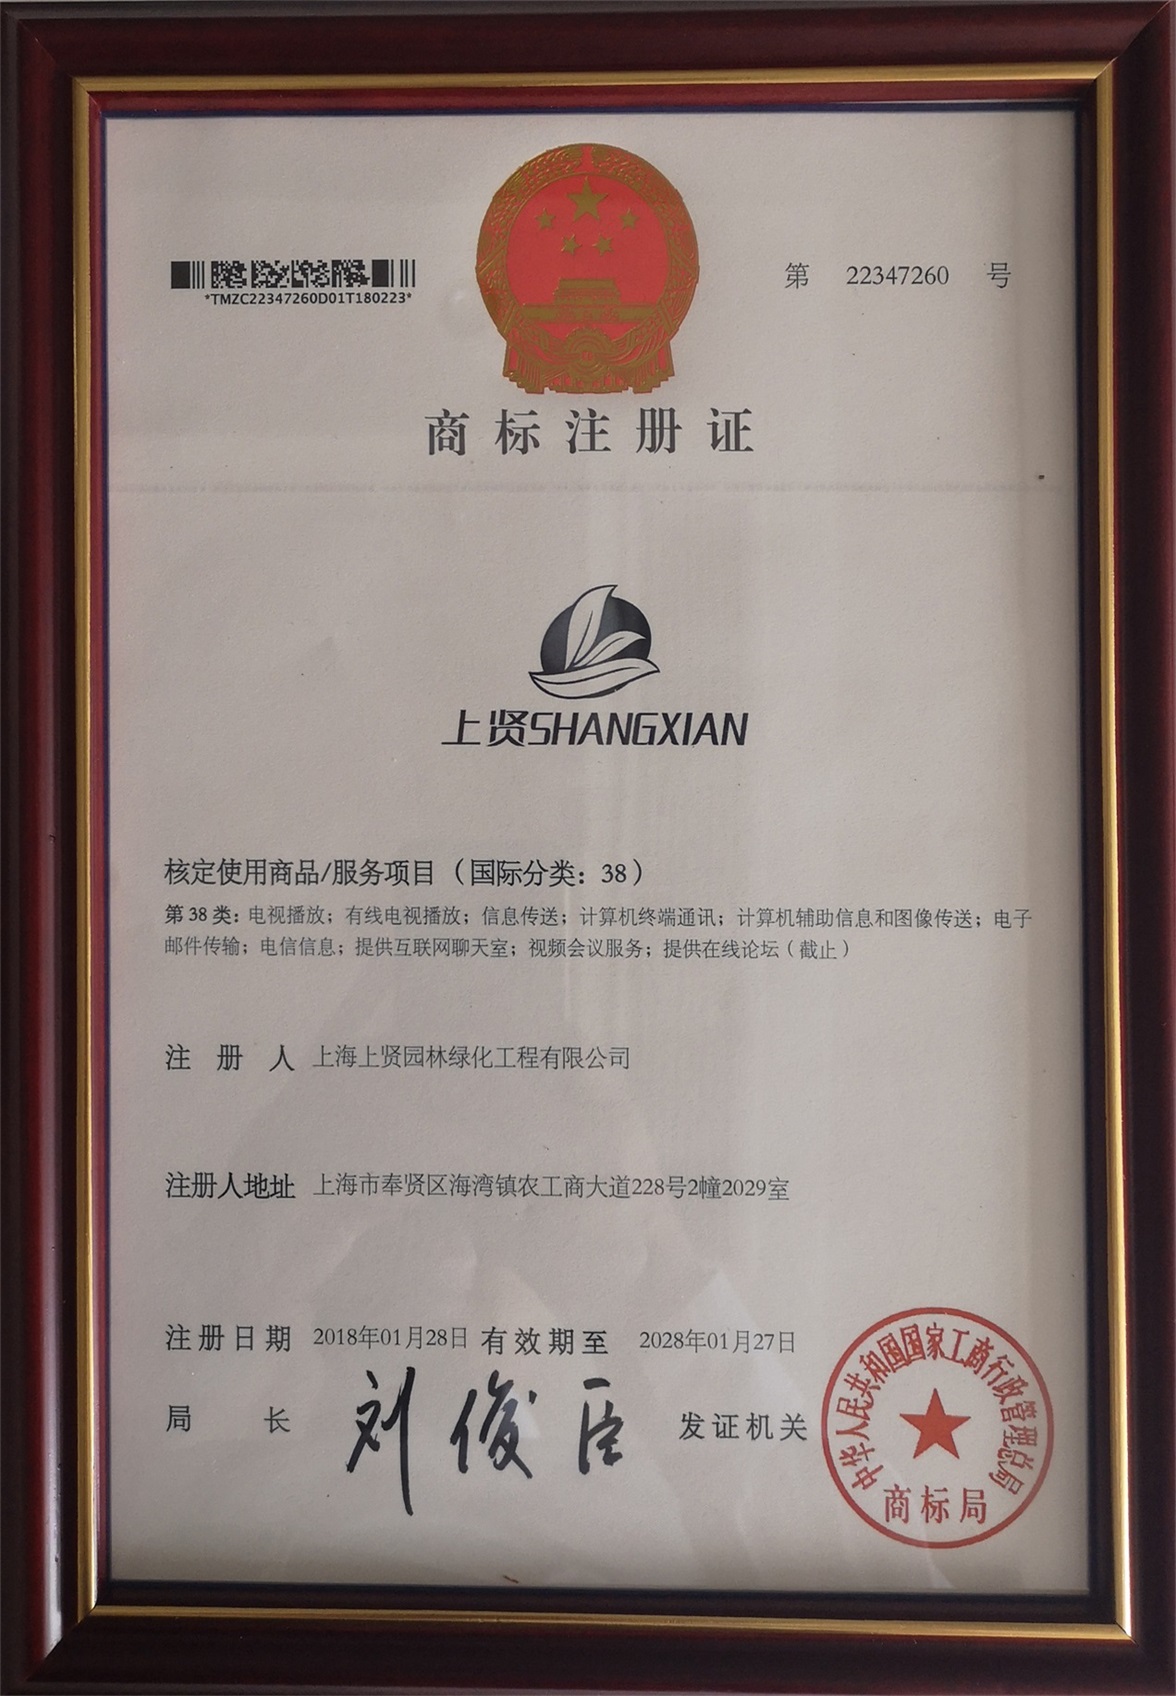 *TMZC22347260D01T180223*
第 22347260 号
商标注册证
上贤SHANGXIAN
核定使用商品/服务项目（国际分类：38）
第38类：电视播放；有线电视播放；信息传送；计算机终端通讯；计算机辅助信息和图像传送；电子
邮件传输；电信信息；提供互联网聊天室；视频会议服务；提供在线论坛（截止）
注册人 上海上贤园林绿化工程有限公司
注册人地址 上海市奉贤区海湾镇农工商大道228号2幢2029室
注册日期 2018年01月28日 有效期至 2028年01月27日
局长 刘俊臣 发证机关
中华人民共和国国家工商行政管理总局
商标局